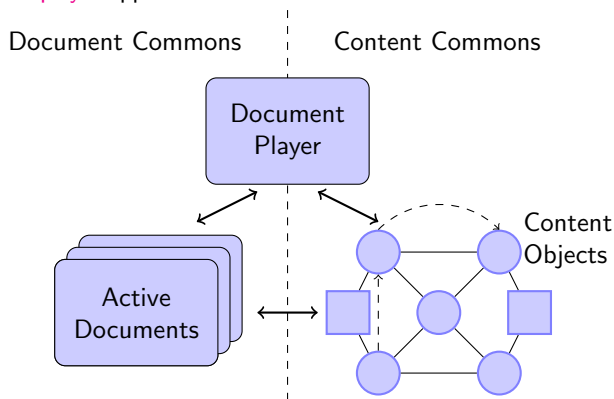 Document Commons
Content Commons
Document
Player
Content
Objects
Active
Documents